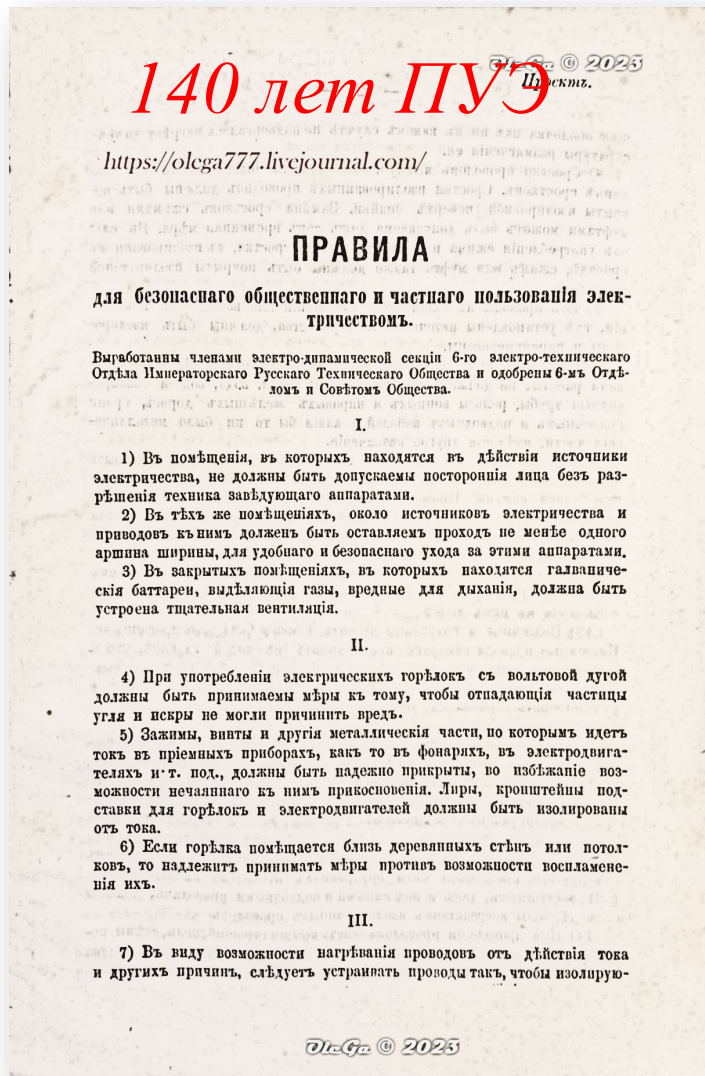 OleGa © 2023
140 лет ПУЭ
Проектъ.
https://olega777.livejournal.com/
ПРАВИЛА
для безопаснаго общественнаго и частнаго пользованія элек-
тричествомъ.
Выработанны членами электро-динамической секціи 6-го электро-техническаго
Отдѣла Императорскаго Русскаго Техническаго Общества и одобрены 6-мъ Отдѣ-
ломъ и Совѣтомъ Общества.
I.
1) Въ помѣщенія, въ которыхъ находятся въ дѣйствіи источники
электричества, не должны быть допускаемы посторонніе лица безъ раз-
рѣшенія техника завѣдующаго аппаратами.
2) Въ тѣхъ же помѣщеніяхъ, около источниковъ электричества и
приводовъ къ нимъ долженъ быть оставляемъ проходъ не менѣе одного
аршина ширины, для удобнаго и безопаснаго ухода за этими аппаратами.
3) Въ закрытыхъ помѣщеніяхъ, въ которыхъ находятся галваниче-
скія баттареи, выдѣляющія газы, вредные для дыханія, должна быть
устроена тщательная вентиляція.
II.
4) При употребленіи электрическихъ горѣлокъ съ вольтовой дугой
должны быть принимаемы мѣры къ тому, чтобы отпадающія частицы
угля и искры не могли причинить вредъ.
5) Зажимы, винты и другія металлическія части, по которымъ идетъ
токъ въ пріемныхъ приборахъ, какъ то въ фонаряхъ, въ электродвига-
теляхъ и т. под., должны быть надежно прикрыты, во избѣжаніе воз-
можности нечаяннаго къ нимъ прикосновенія. Лиры, кронштейны под-
ставки для горѣлокъ и электродвигателей должны быть изолированы
отъ тока.
6) Если горѣлка помѣщается близь деревянныхъ стѣнъ или потол-
ковъ, то надлежитъ принимать мѣры противъ возможности воспламене-
нія ихъ.
III.
7) Въ виду возможности нагрѣванія проводовъ отъ дѣйствія тока
и другихъ причинъ, слѣдуетъ устраивать проводы такъ, чтобы изолирую-
OleGa © 2023